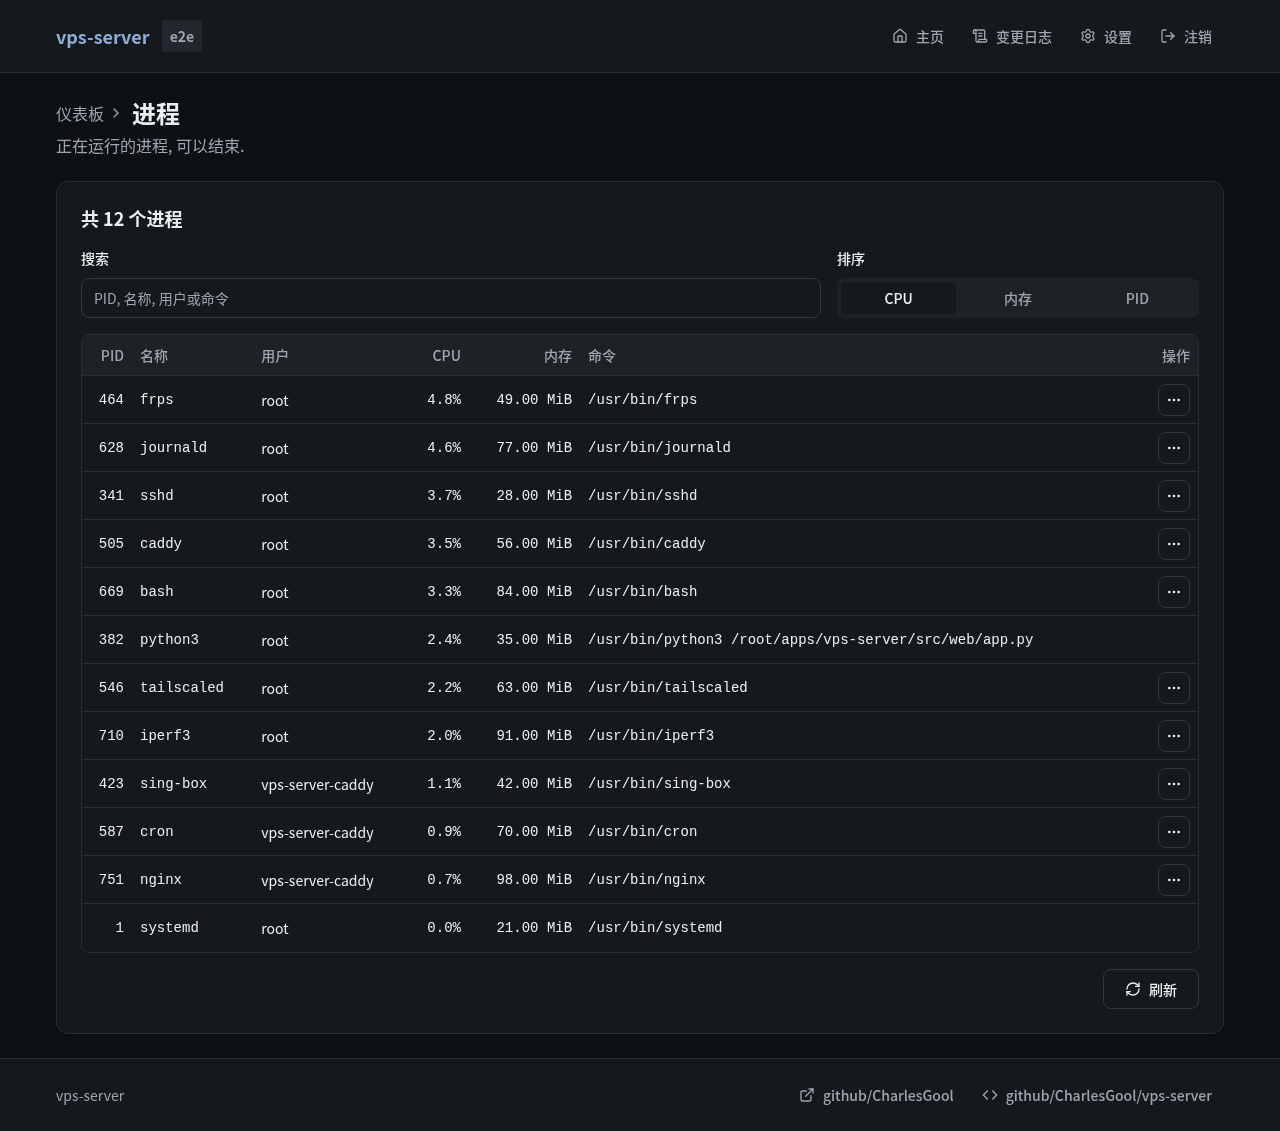 vps-server e2e 主页 变更日志 设置 注销
仪表板 进程
正在运行的进程, 可以结束.
共 12 个进程
搜索 排序
PID, 名称, 用户或命令 CPU 内存 PID
PID 名称 用户 CPU 内存 命令 操作
464 frps root 4.8% 49.00 MiB /usr/bin/frps
628 journald root 4.6% 77.00 MiB /usr/bin/journald
341 sshd root 3.7% 28.00 MiB /usr/bin/sshd
505 caddy root 3.5% 56.00 MiB /usr/bin/caddy
669 bash root 3.3% 84.00 MiB /usr/bin/bash
382 python3 root 2.4% 35.00 MiB /usr/bin/python3 /root/apps/vps-server/src/web/app.py
546 tailscaled root 2.2% 63.00 MiB /usr/bin/tailscaled
710 iperf3 root 2.0% 91.00 MiB /usr/bin/iperf3
423 sing-box vps-server-caddy 1.1% 42.00 MiB /usr/bin/sing-box
587 cron vps-server-caddy 0.9% 70.00 MiB /usr/bin/cron
751 nginx vps-server-caddy 0.7% 98.00 MiB /usr/bin/nginx
1 systemd root 0.0% 21.00 MiB /usr/bin/systemd
刷新
vps-server github/CharlesGool github/CharlesGool/vps-server